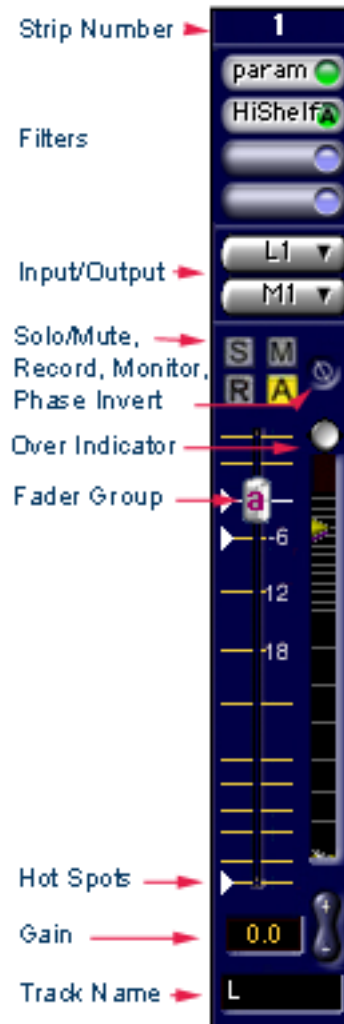 Strip Number
1
param
Filters
HiShelf A
Input/Output
L1
M1
Solo/Mute,
Record, Monitor,
Phase Invert
S M
R A
Over Indicator
Fader Group
a
-6
-12
-18
Hot Spots
Gain
0.0
+
-
Track Name
L